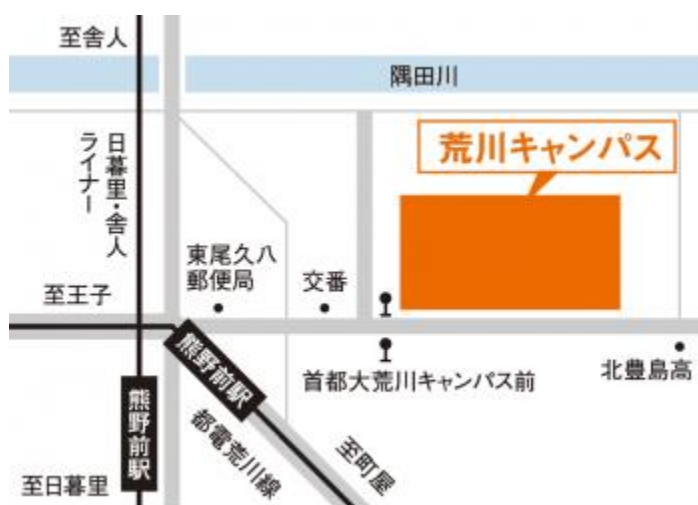 至舎人
隅田川
日暮里・舎人
ライナー
荒川キャンパス
東尾久八
郵便局
交番
至王子
熊野前駅
首都大荒川キャンパス前
北豊島高
熊野前駅
都電荒川線
至町屋
至日暮里